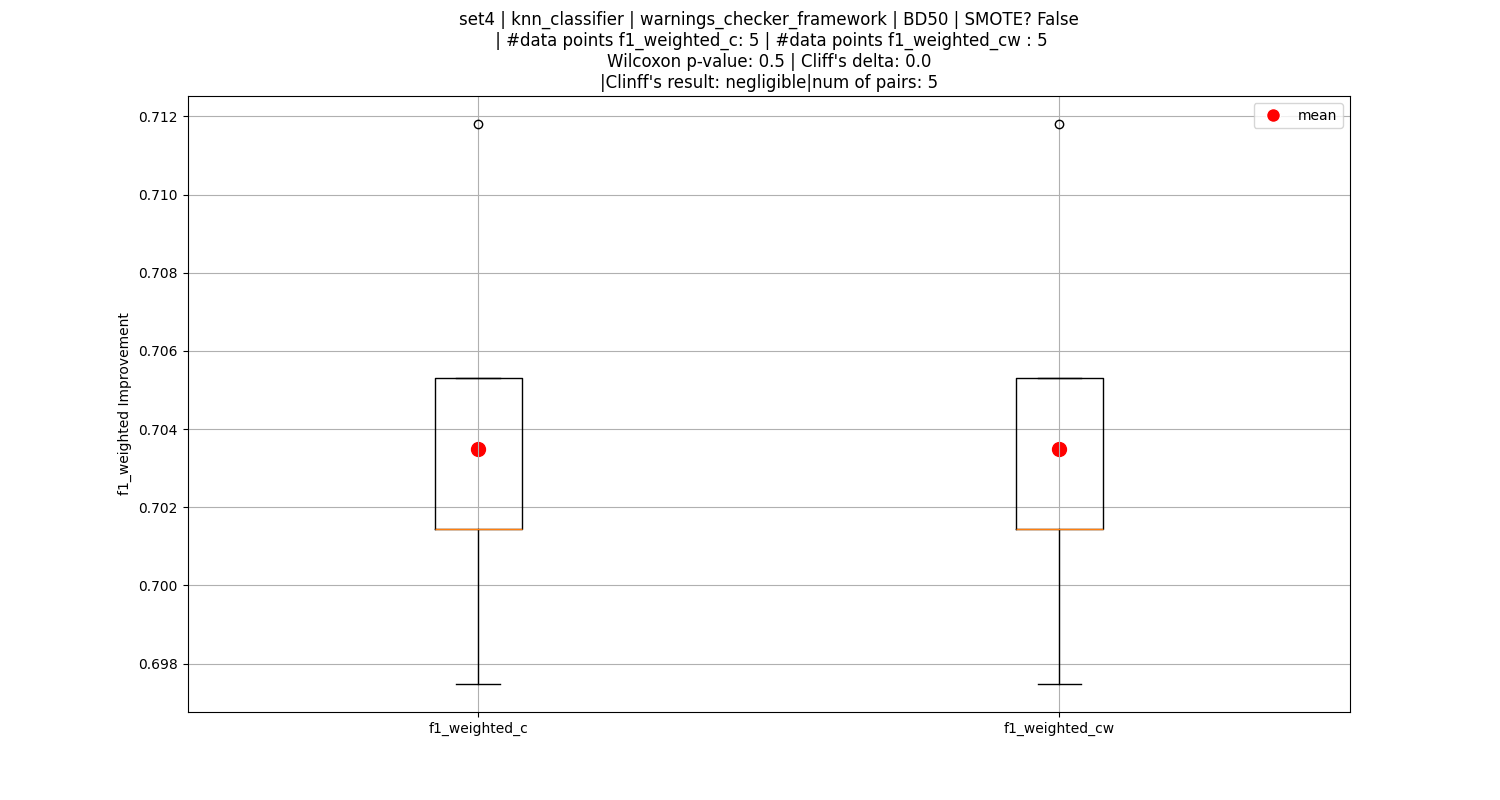 set4 | knn_classifier | warnings_checker_framework | BD50 | SMOTE? False
| #data points f1_weighted_c: 5 | #data points f1_weighted_cw : 5
Wilcoxon p-value: 0.5 | Cliff's delta: 0.0
|Clinff's result: negligible|num of pairs: 5
mean
0.712
0.710
0.708
0.706
0.704
0.702
0.700
0.698
f1_weighted Improvement
f1_weighted_c
f1_weighted_cw